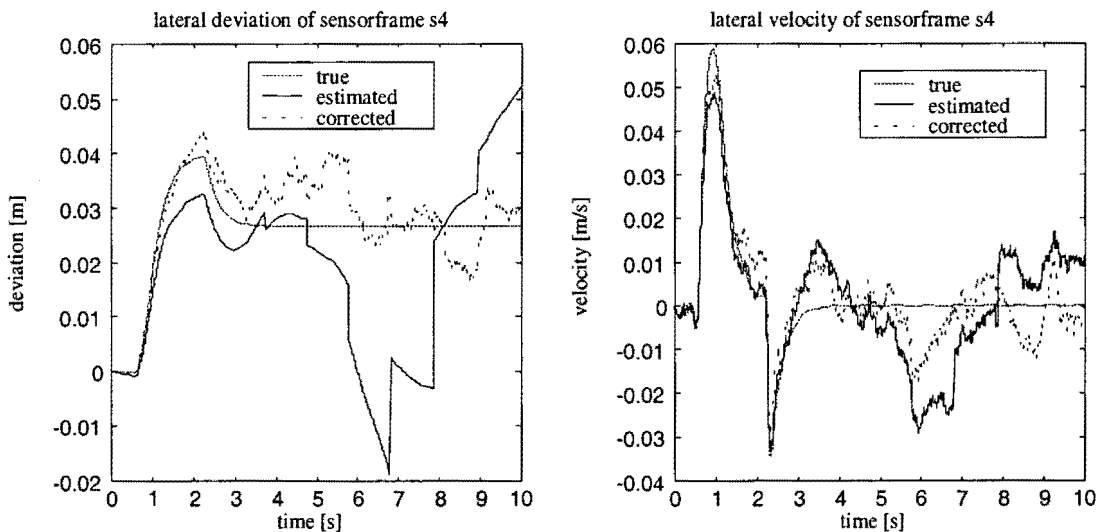 lateral deviation of sensorframe s4
0.06
0.05
0.04
0.03
0.02
0.01
0
-0.01
-0.02
deviation [m]
true
estimated
corrected
0 1 2 3 4 5 6 7 8 9 10
time [s]
lateral velocity of sensorframe s4
0.06
0.05
0.04
0.03
0.02
0.01
0
-0.01
-0.02
-0.03
-0.04
velocity [m/s]
true
estimated
corrected
0 1 2 3 4 5 6 7 8 9 10
time [s]